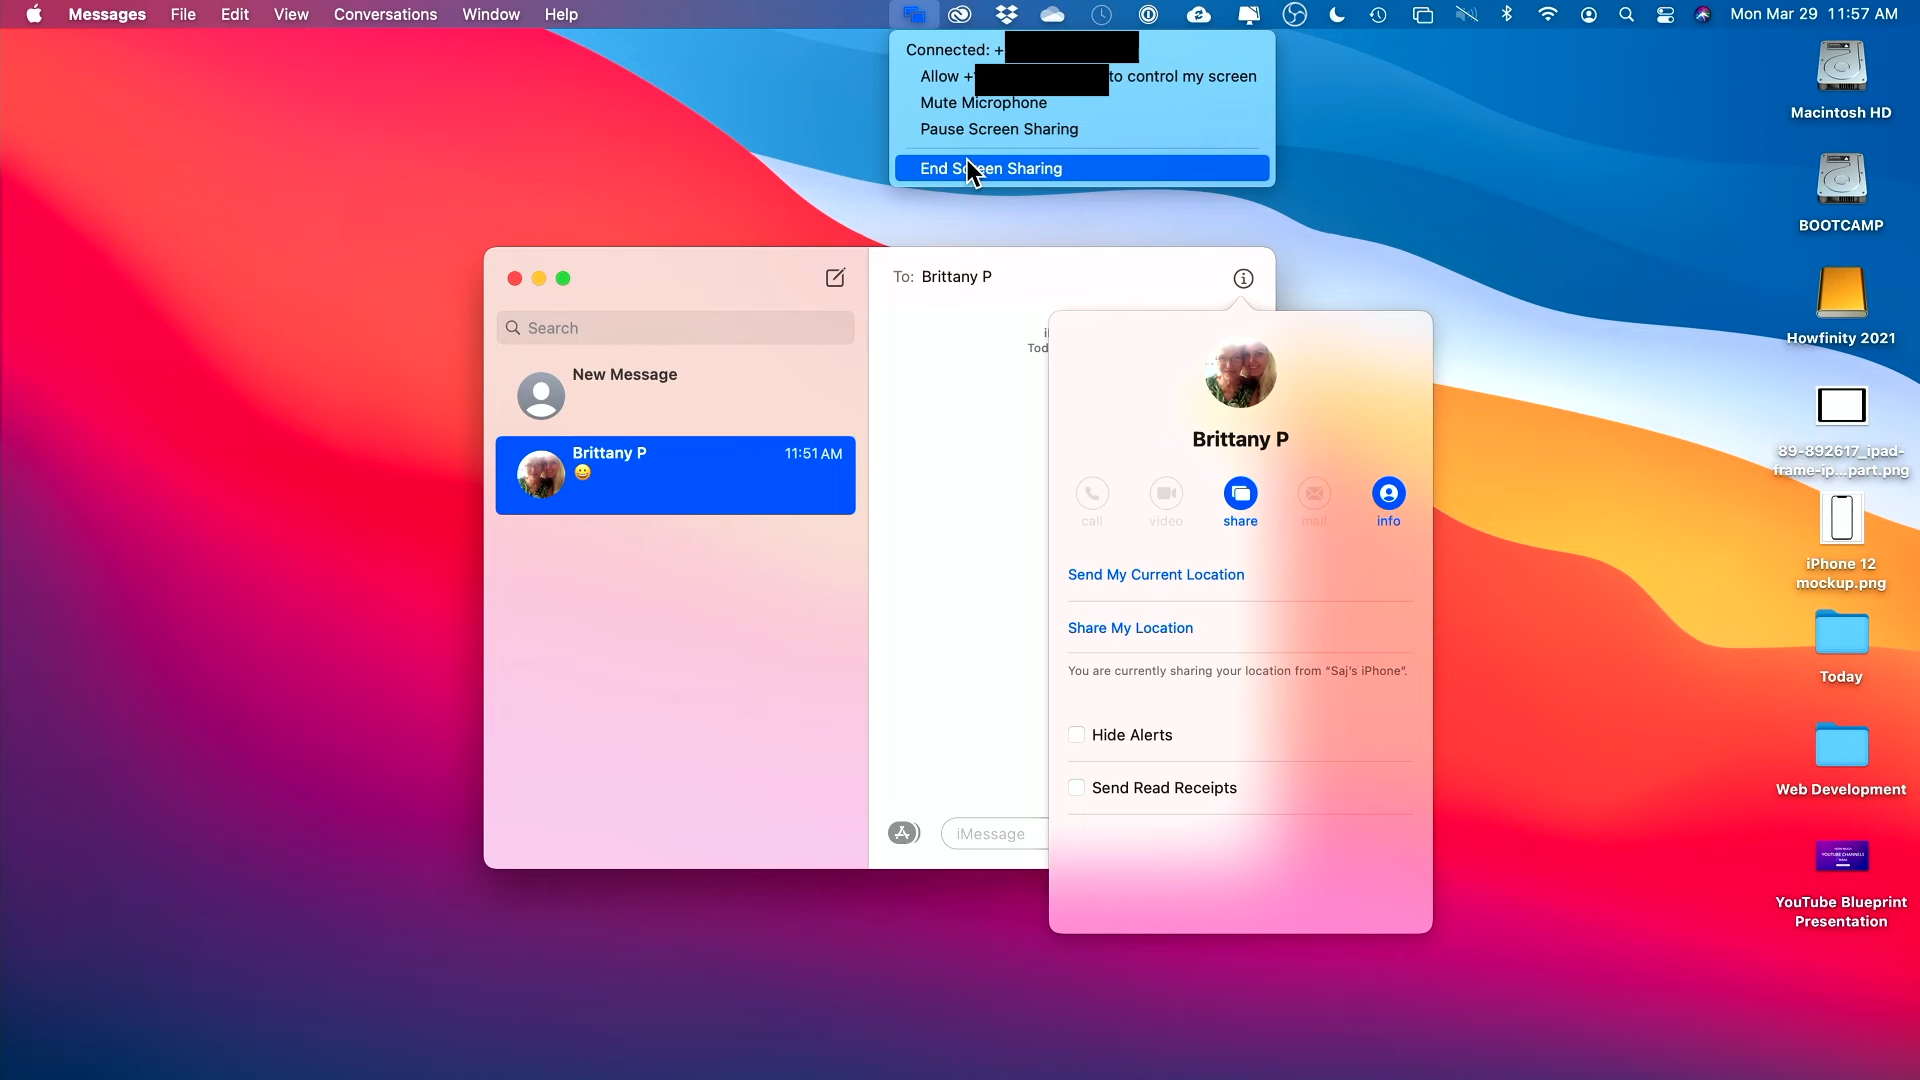 Messages File Edit View Conversations Window Help Mon Mar 29 11:57 AM
Connected: +
Allow + to control my screen
Mute Microphone
Pause Screen Sharing
End Screen Sharing
Macintosh HD
BOOTCAMP
Howfinity 2021
89-892617_ipad-
frame-ip...part.png
iPhone 12
mockup.png
Today
Web Development
YOUTUBE CHANNELS
YouTube Blueprint
Presentation
Search
New Message
Brittany P 11:51 AM
To: Brittany P
Tod
Brittany P
call video share mail info
Send My Current Location
Share My Location
You are currently sharing your location from “Saj’s iPhone”.
Hide Alerts
Send Read Receipts
iMessage